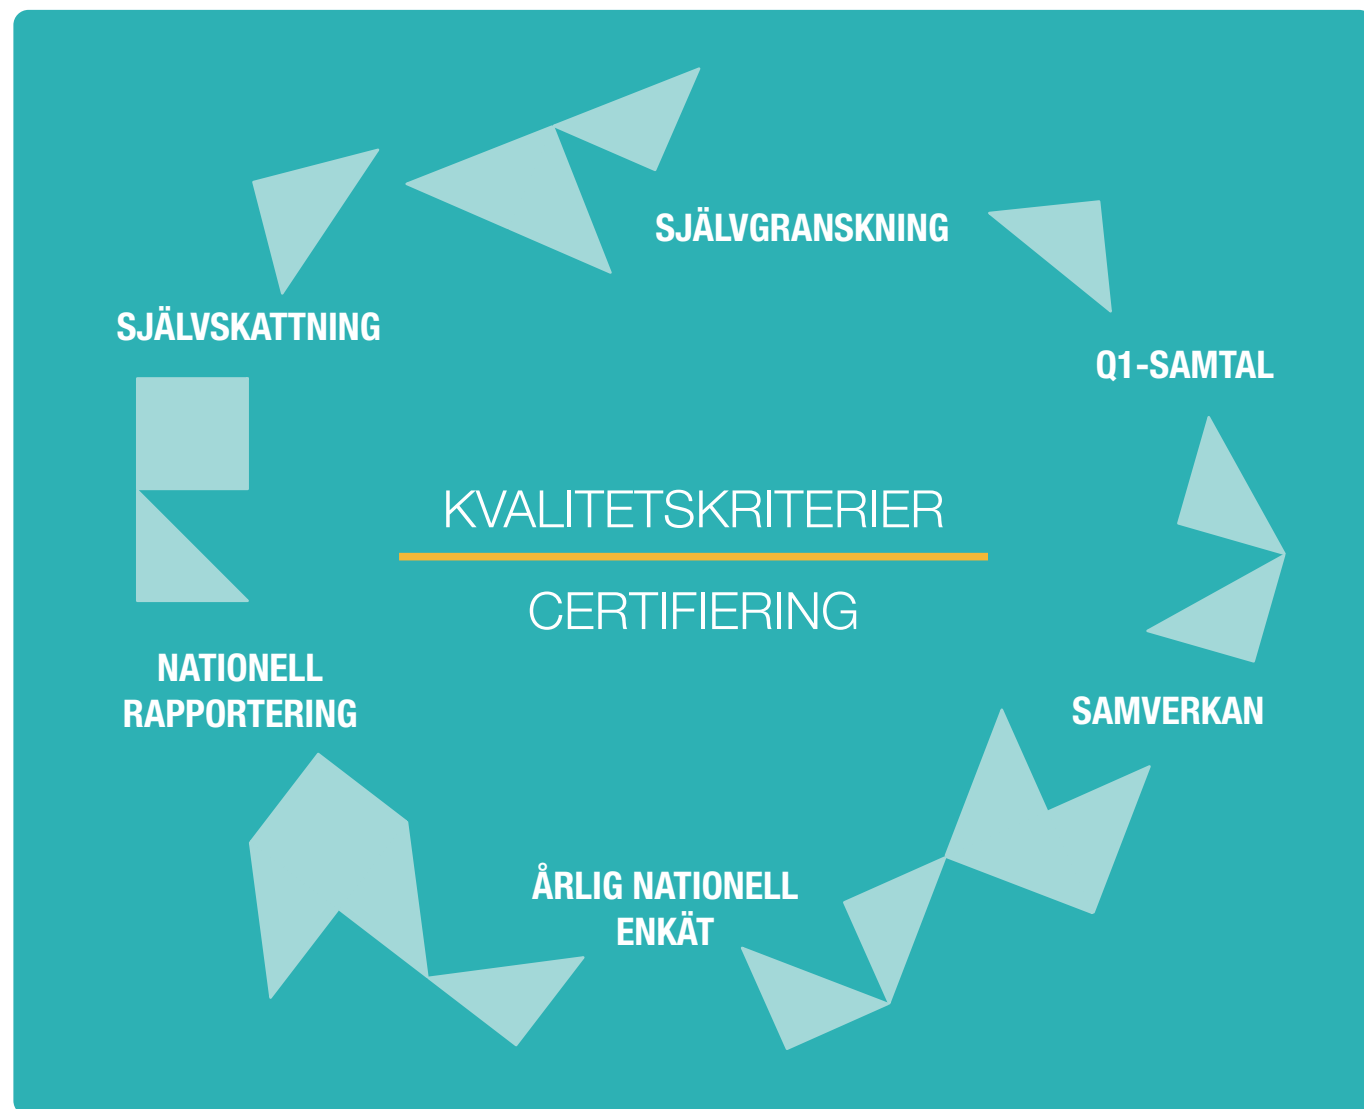 SJÄLVGRANSKNING
SJÄLVSKATTNING
Q1-SAMTAL
KVALITETSKRITERIER
CERTIFIERING
NATIONELL
RAPPORTERING
SAMVERKAN
ÅRLIG NATIONELL
ENKÄT